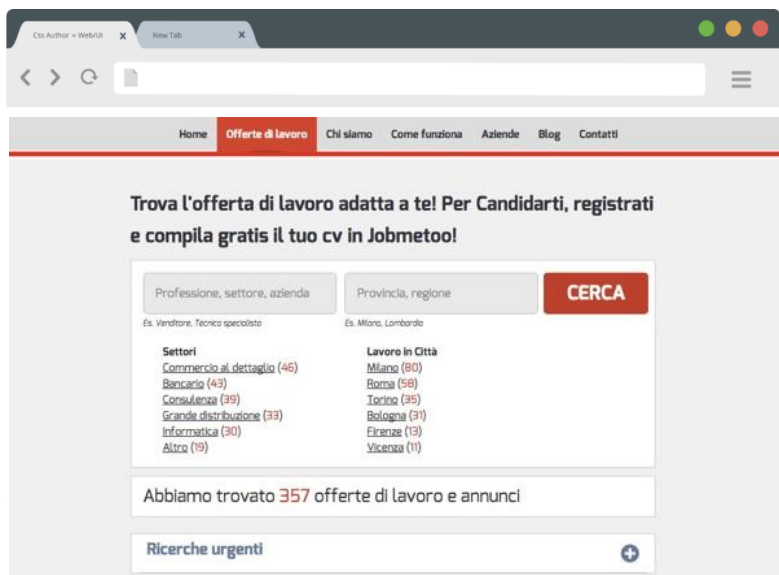 Css Author > Web/UI x New Tab x
Home Offerte di lavoro Chi siamo Come funziona Aziende Blog Contatti
Trova l'offerta di lavoro adatta a te! Per Candidarti, registrati
e compila gratis il tuo cv in Jobmetoo!
Professione, settore, azienda Provincia, regione CERCA
Es. Venditore, Tecnico specialista Es. Milano, Lombardia
Settori
Commercio al dettaglio (46)
Bancario (43)
Consulenza (39)
Grande distribuzione (33)
Informatica (30)
Altro (19)
Lavoro in Città
Milano (80)
Roma (58)
Torino (35)
Bologna (31)
Firenze (13)
Vicenza (11)
Abbiamo trovato 357 offerte di lavoro e annunci
Ricerche urgenti